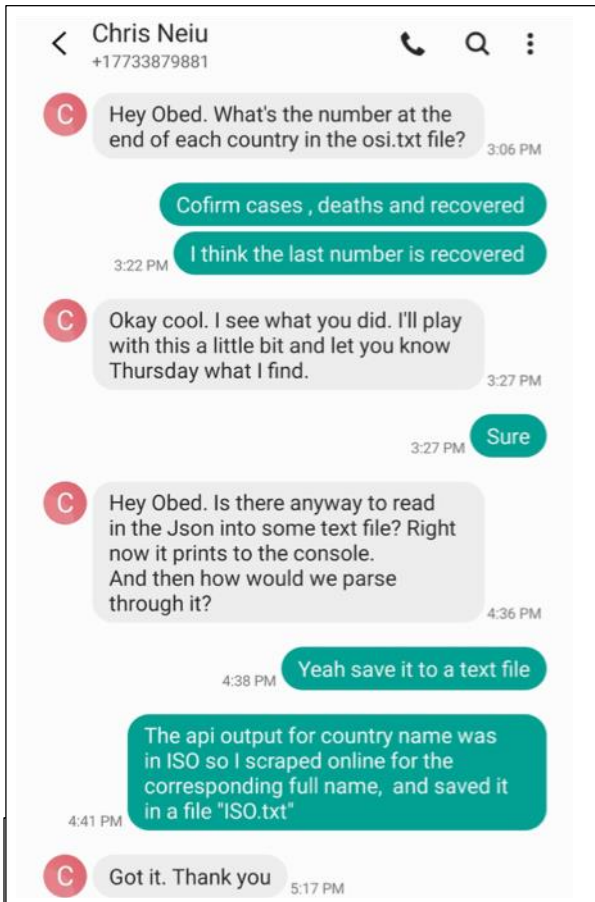 Chris Neiu
+17733879881
C
Hey Obed. What's the number at the
end of each country in the osi.txt file?
3:06 PM
Cofirm cases , deaths and recovered
3:22 PM
I think the last number is recovered
C
Okay cool. I see what you did. I'll play
with this a little bit and let you know
Thursday what I find.
3:27 PM
3:27 PM
Sure
C
Hey Obed. Is there anyway to read
in the Json into some text file? Right
now it prints to the console.
And then how would we parse
through it?
4:36 PM
4:38 PM
Yeah save it to a text file
The api output for country name was
in ISO so I scraped online for the
corresponding full name,  and saved it
in a file "ISO.txt"
4:41 PM
C
Got it. Thank you
5:17 PM